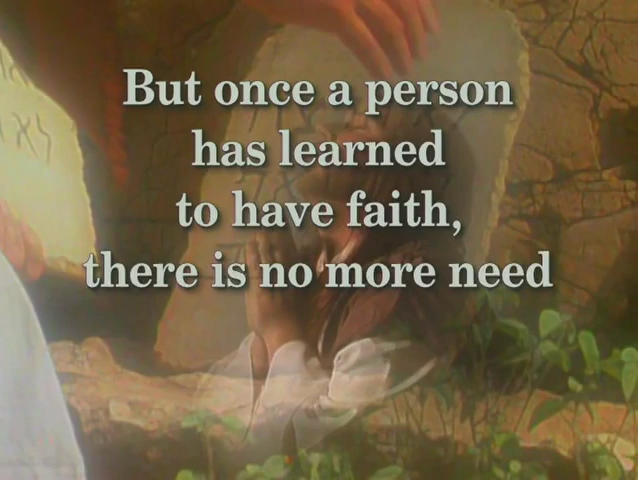 But once a person
has learned
to have faith,
there is no more need